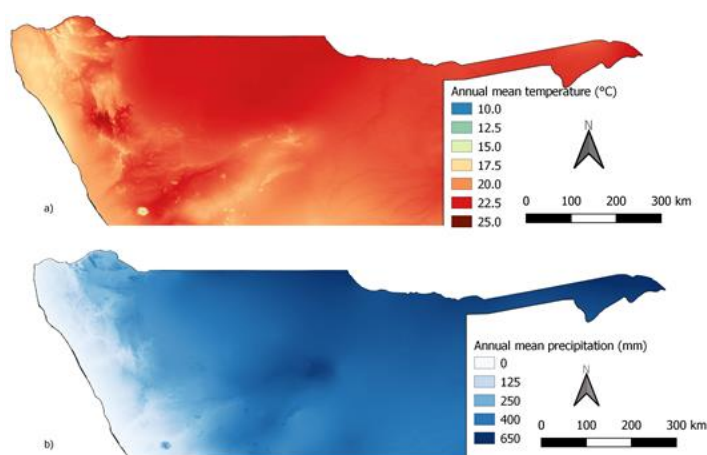 Annual mean temperature (°C)
10.0
12.5
15.0
17.5
20.0
22.5
25.0
N
0 100 200 300 km
a)
Annual mean precipitation (mm)
0
125
250
400
650
N
0 100 200 300 km
b)